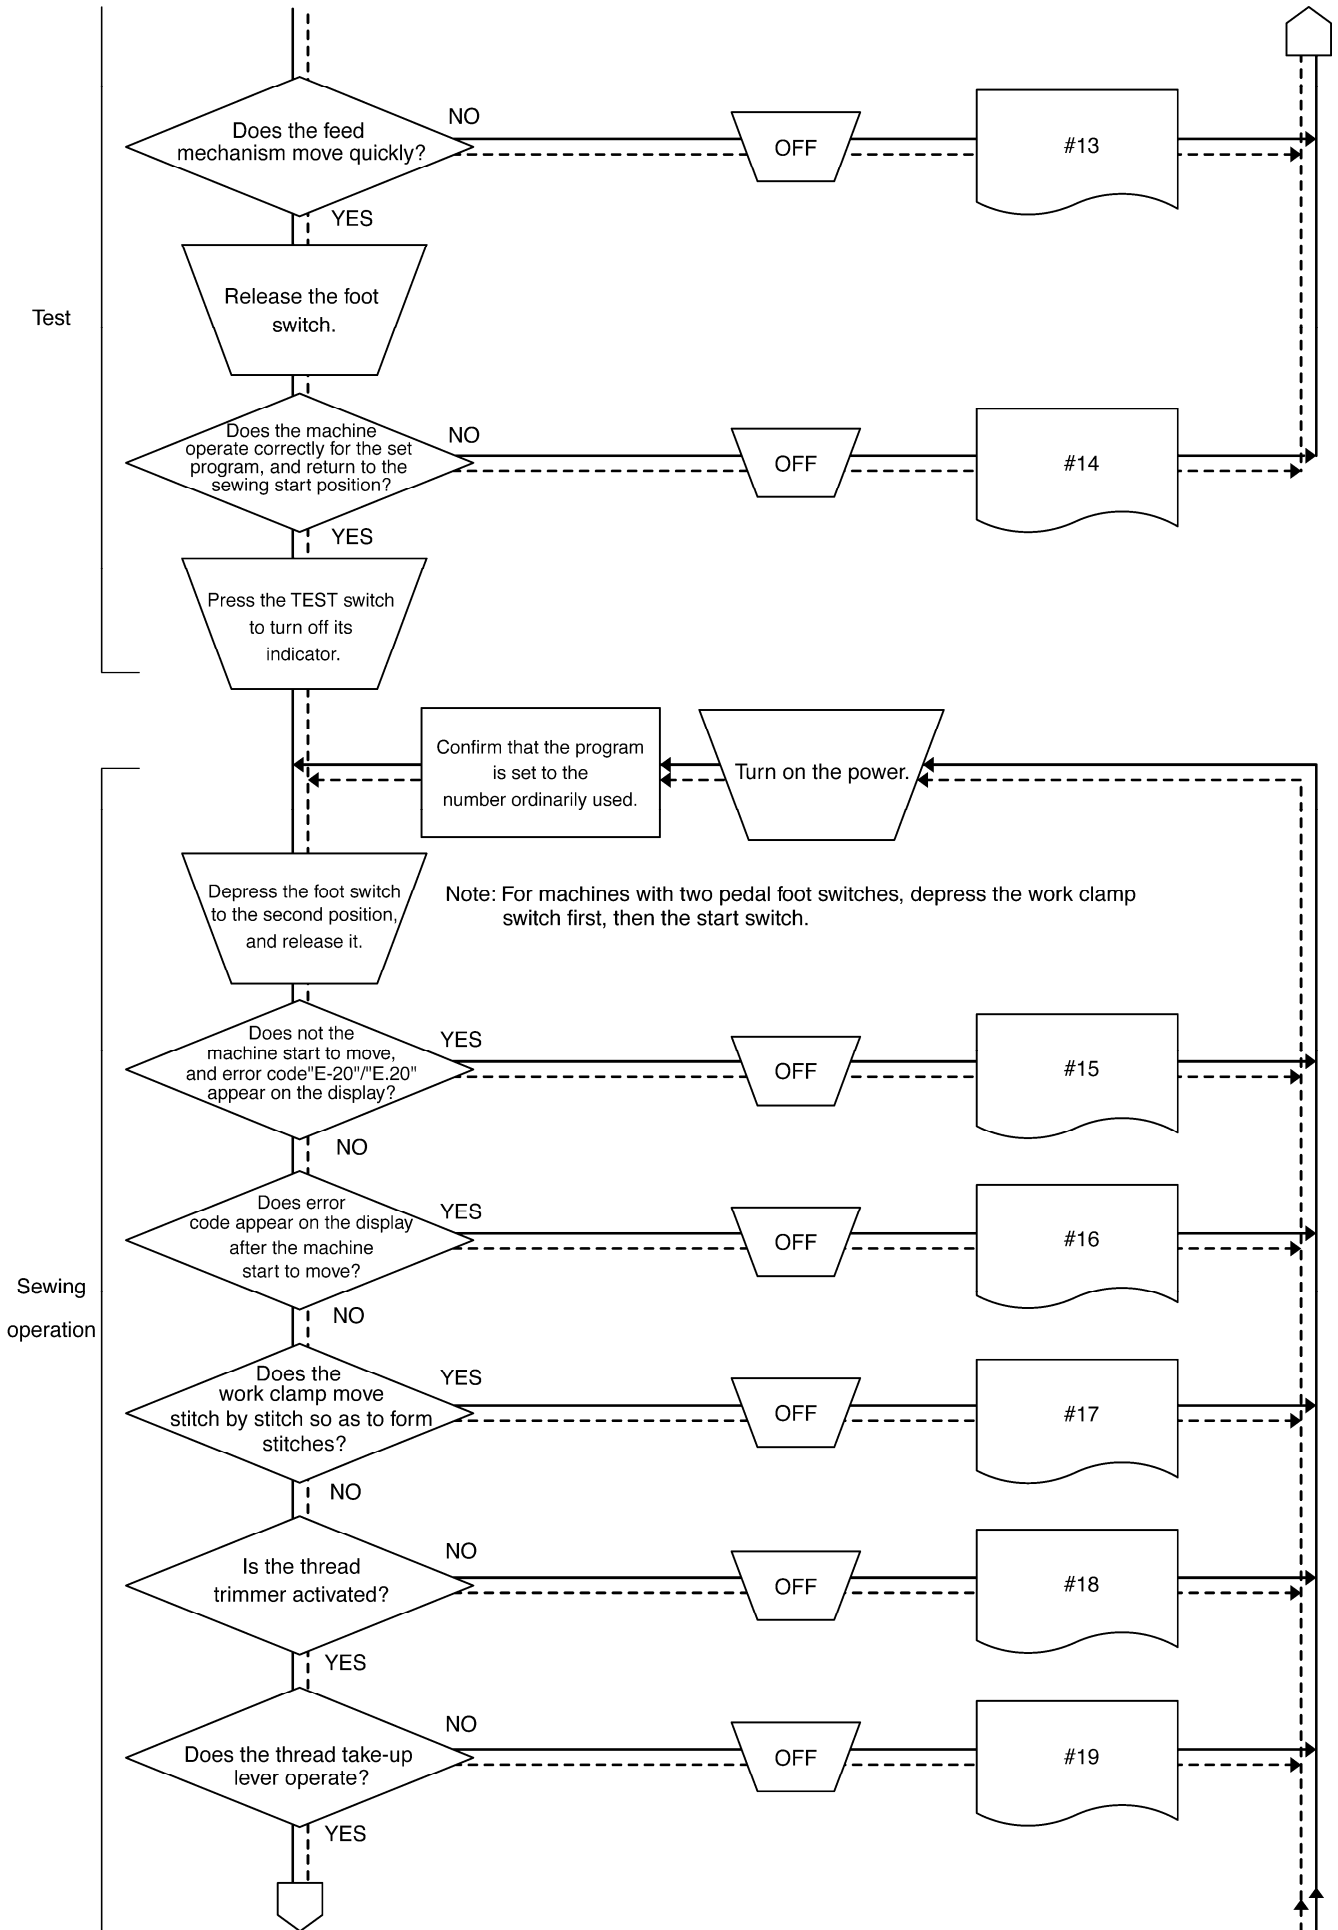 Does the feed
mechanism move quickly?
NO
OFF
#13
YES
Release the foot
switch.
Test
Does the machine
operate correctly for the set
program, and return to the
sewing start position?
NO
OFF
#14
YES
Press the TEST switch
to turn off its
indicator.
Confirm that the program
is set to the
number ordinarily used.
Turn on the power.
Depress the foot switch
to the second position,
and release it.
Note: For machines with two pedal foot switches, depress the work clamp
switch first, then the start switch.
Does not the
machine start to move,
and error code"E-20"/"E.20"
appear on the display?
YES
OFF
#15
NO
Does error
code appear on the display
after the machine
start to move?
YES
OFF
#16
NO
Sewing
operation
Does the
work clamp move
stitch by stitch so as to form
stitches?
YES
OFF
#17
NO
Is the thread
trimmer activated?
NO
OFF
#18
YES
Does the thread take-up
lever operate?
NO
OFF
#19
YES